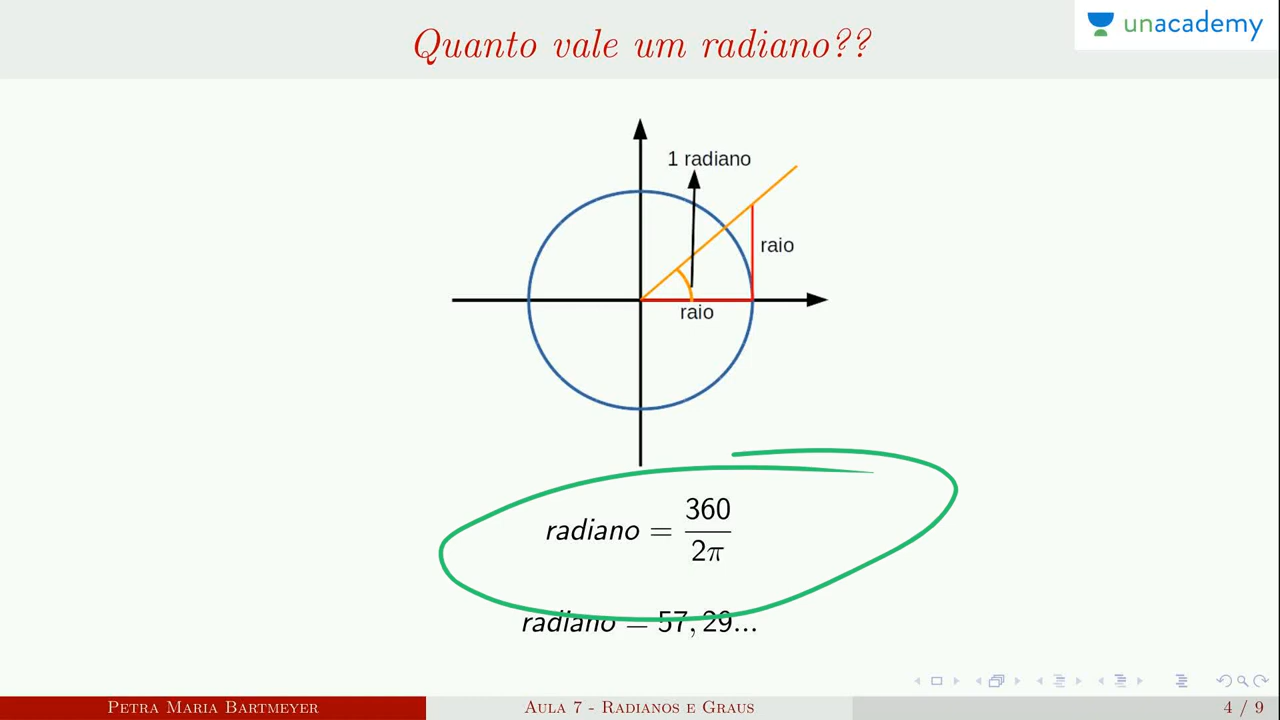 Quanto vale um radiano??
unacademy
1 radiano
raio
raio
radiano = 360/2π
radiano = 57, 29...
Petra Maria Bartmeyer
Aula 7 - Radianos e Graus
4 / 9